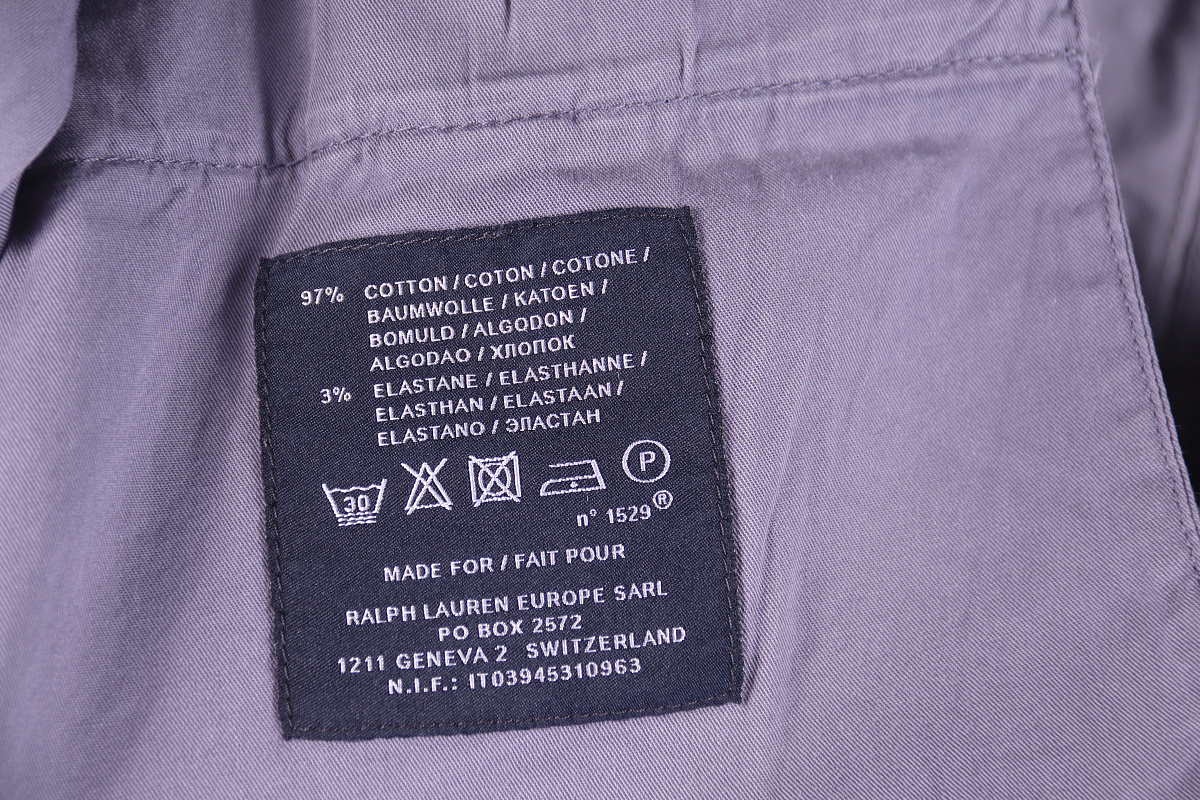 97% COTTON / COTON / COTONE /
BAUMWOLLE / KATOEN /
BOMULD / ALGODON /
ALGODAO / ХЛОПОК
3% ELASTANE / ELASTHANNE /
ELASTHAN / ELASTAAN /
ELASTANO / ЭЛАСТАН
30 P
n° 1529®
MADE FOR / FAIT POUR
RALPH LAUREN EUROPE SARL
PO BOX 2572
1211 GENEVA 2 SWITZERLAND
N.I.F.: IT03945310963